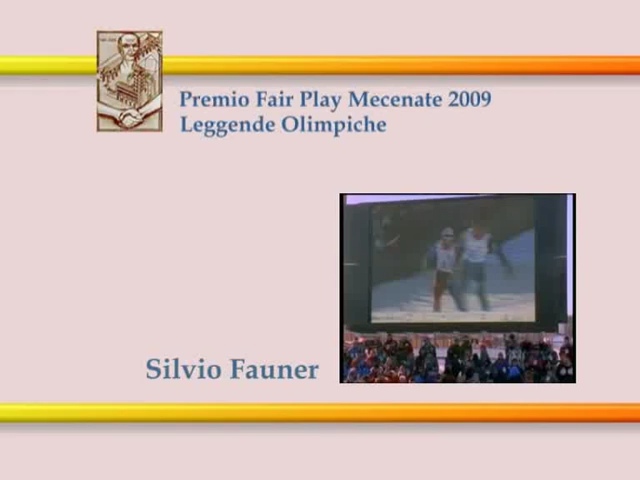 Premio Fair Play Mecenate 2009
Leggende Olimpiche
Silvio Fauner